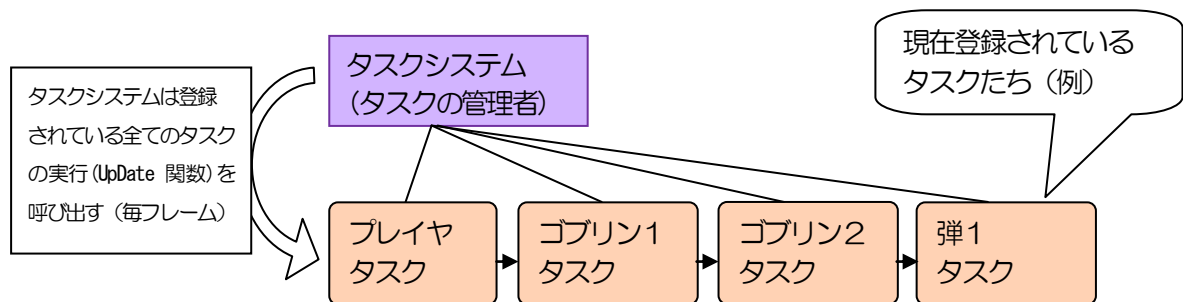 タスクシステムは登録
されている全てのタスク
の実行(UpDate 関数)を
呼び出す（毎フレーム）
タスクシステム
（タスクの管理者）
現在登録されている
タスクたち（例）
プレイヤ
タスク
ゴブリン１
タスク
ゴブリン２
タスク
弾１
タスク